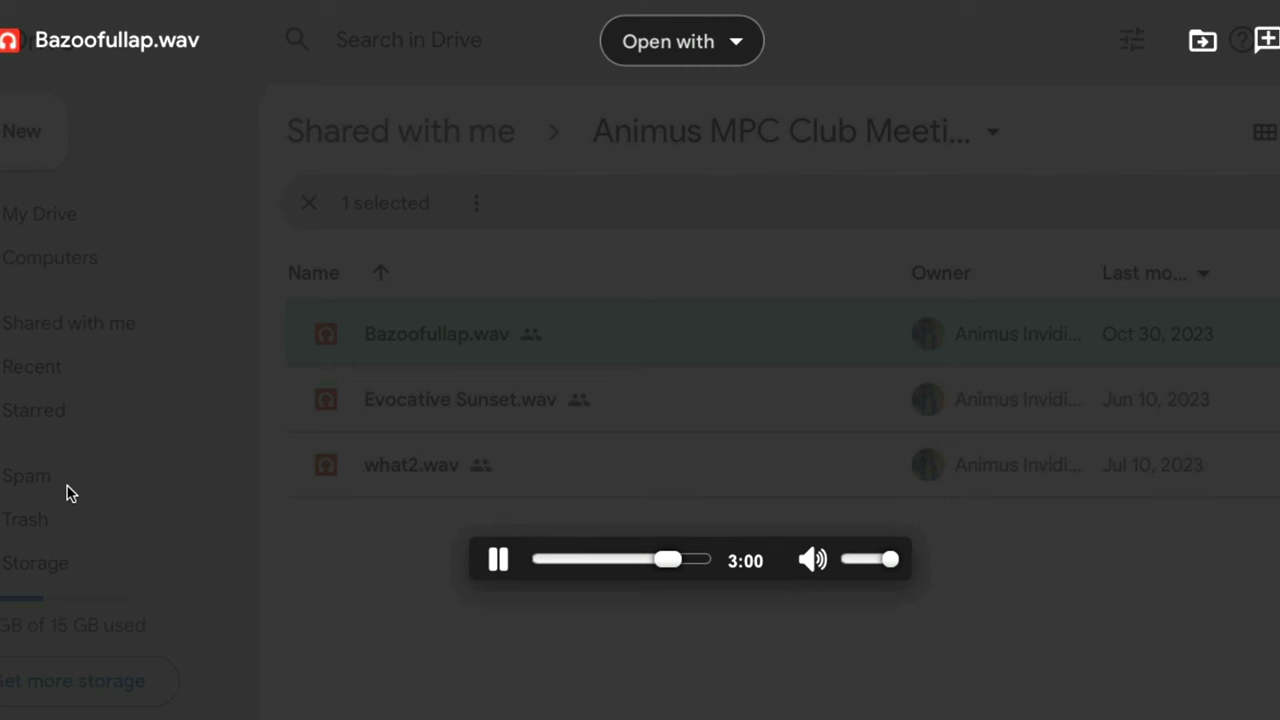 Bazoofullap.wav
Search in Drive
Open with
New
Shared with me > Animus MPC Club Meeti...
My Drive
1 selected
Computers
Name Owner Last mo...
Shared with me
Bazoofullap.wav Animus Invidi... Oct 30, 2023
Recent
Evocative Sunset.wav Animus Invidi... Jun 10, 2023
Starred
what2.wav Animus Invidi... Jul 10, 2023
Spam
Trash
Storage
3:00
GB of 15 GB used
Get more storage